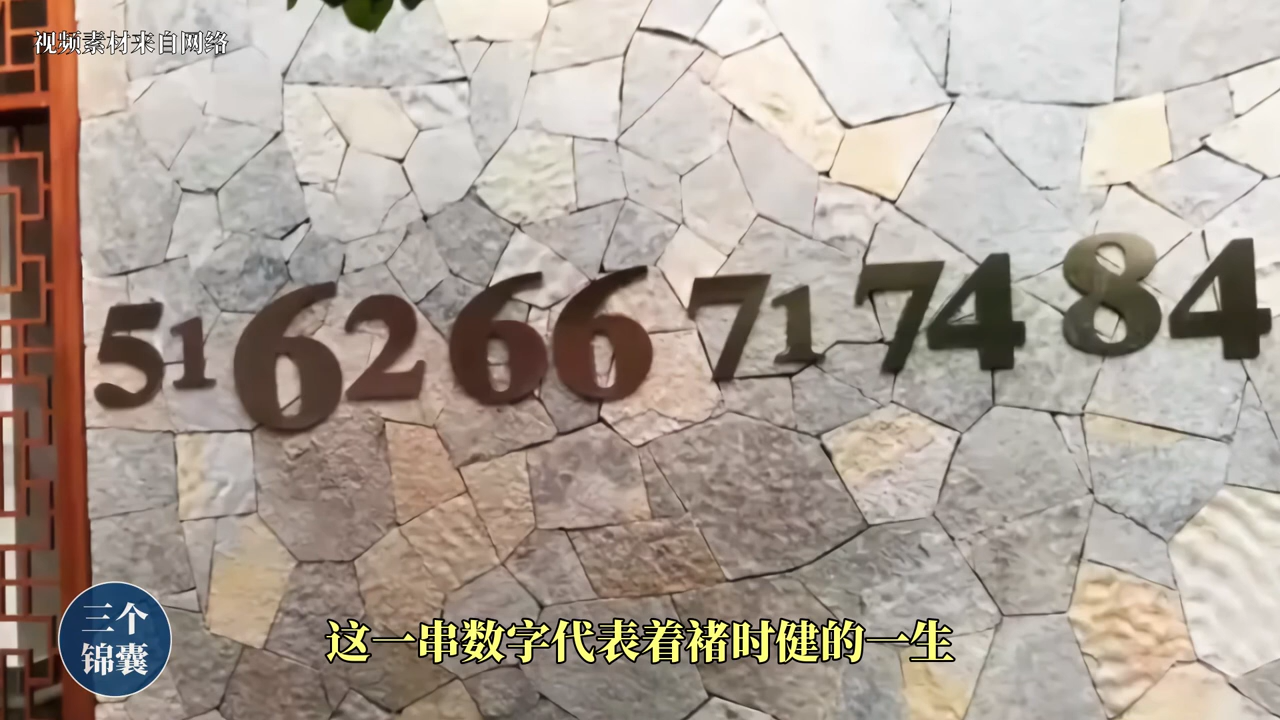 视频素材来自网络
51 62 66 71 74 84
三个
锦囊
这一串数字代表着褚时健的一生